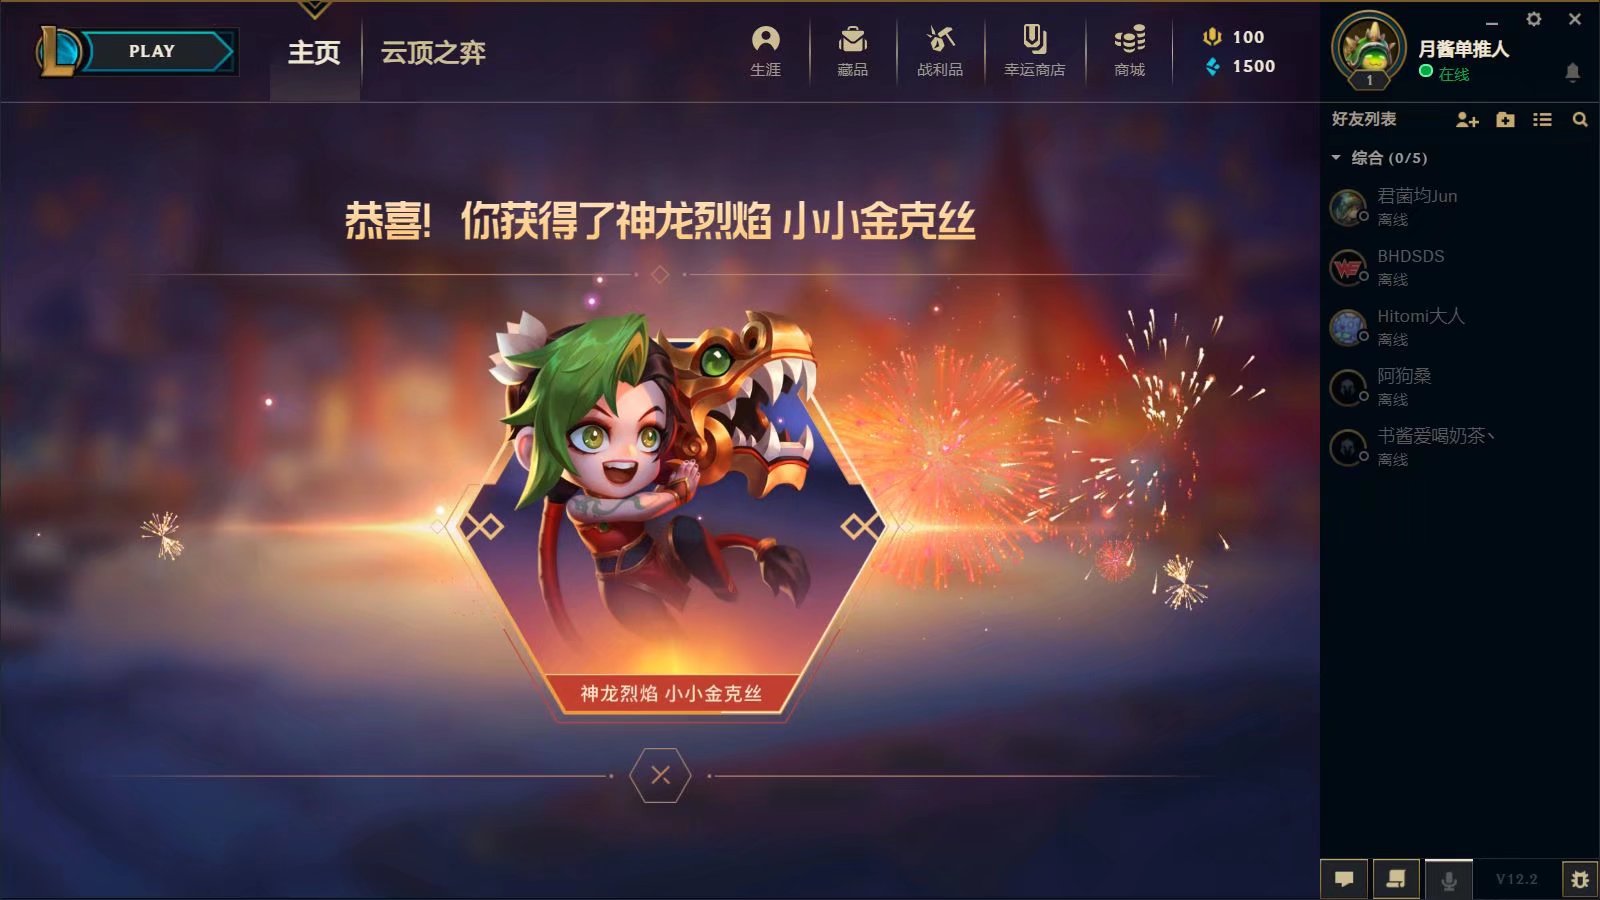 PLAY
主页
云顶之弈
生涯
藏品
战利品
幸运商店
商城
100
1500
1
月酱单推人
在线
好友列表
综合 (0/5)
君菌均Jun
离线
BHDSDS
离线
Hitomi大人
离线
阿狗桑
离线
书酱爱喝奶茶丶
离线
恭喜！你获得了神龙烈焰 小小金克丝
神龙烈焰 小小金克丝
V12.2